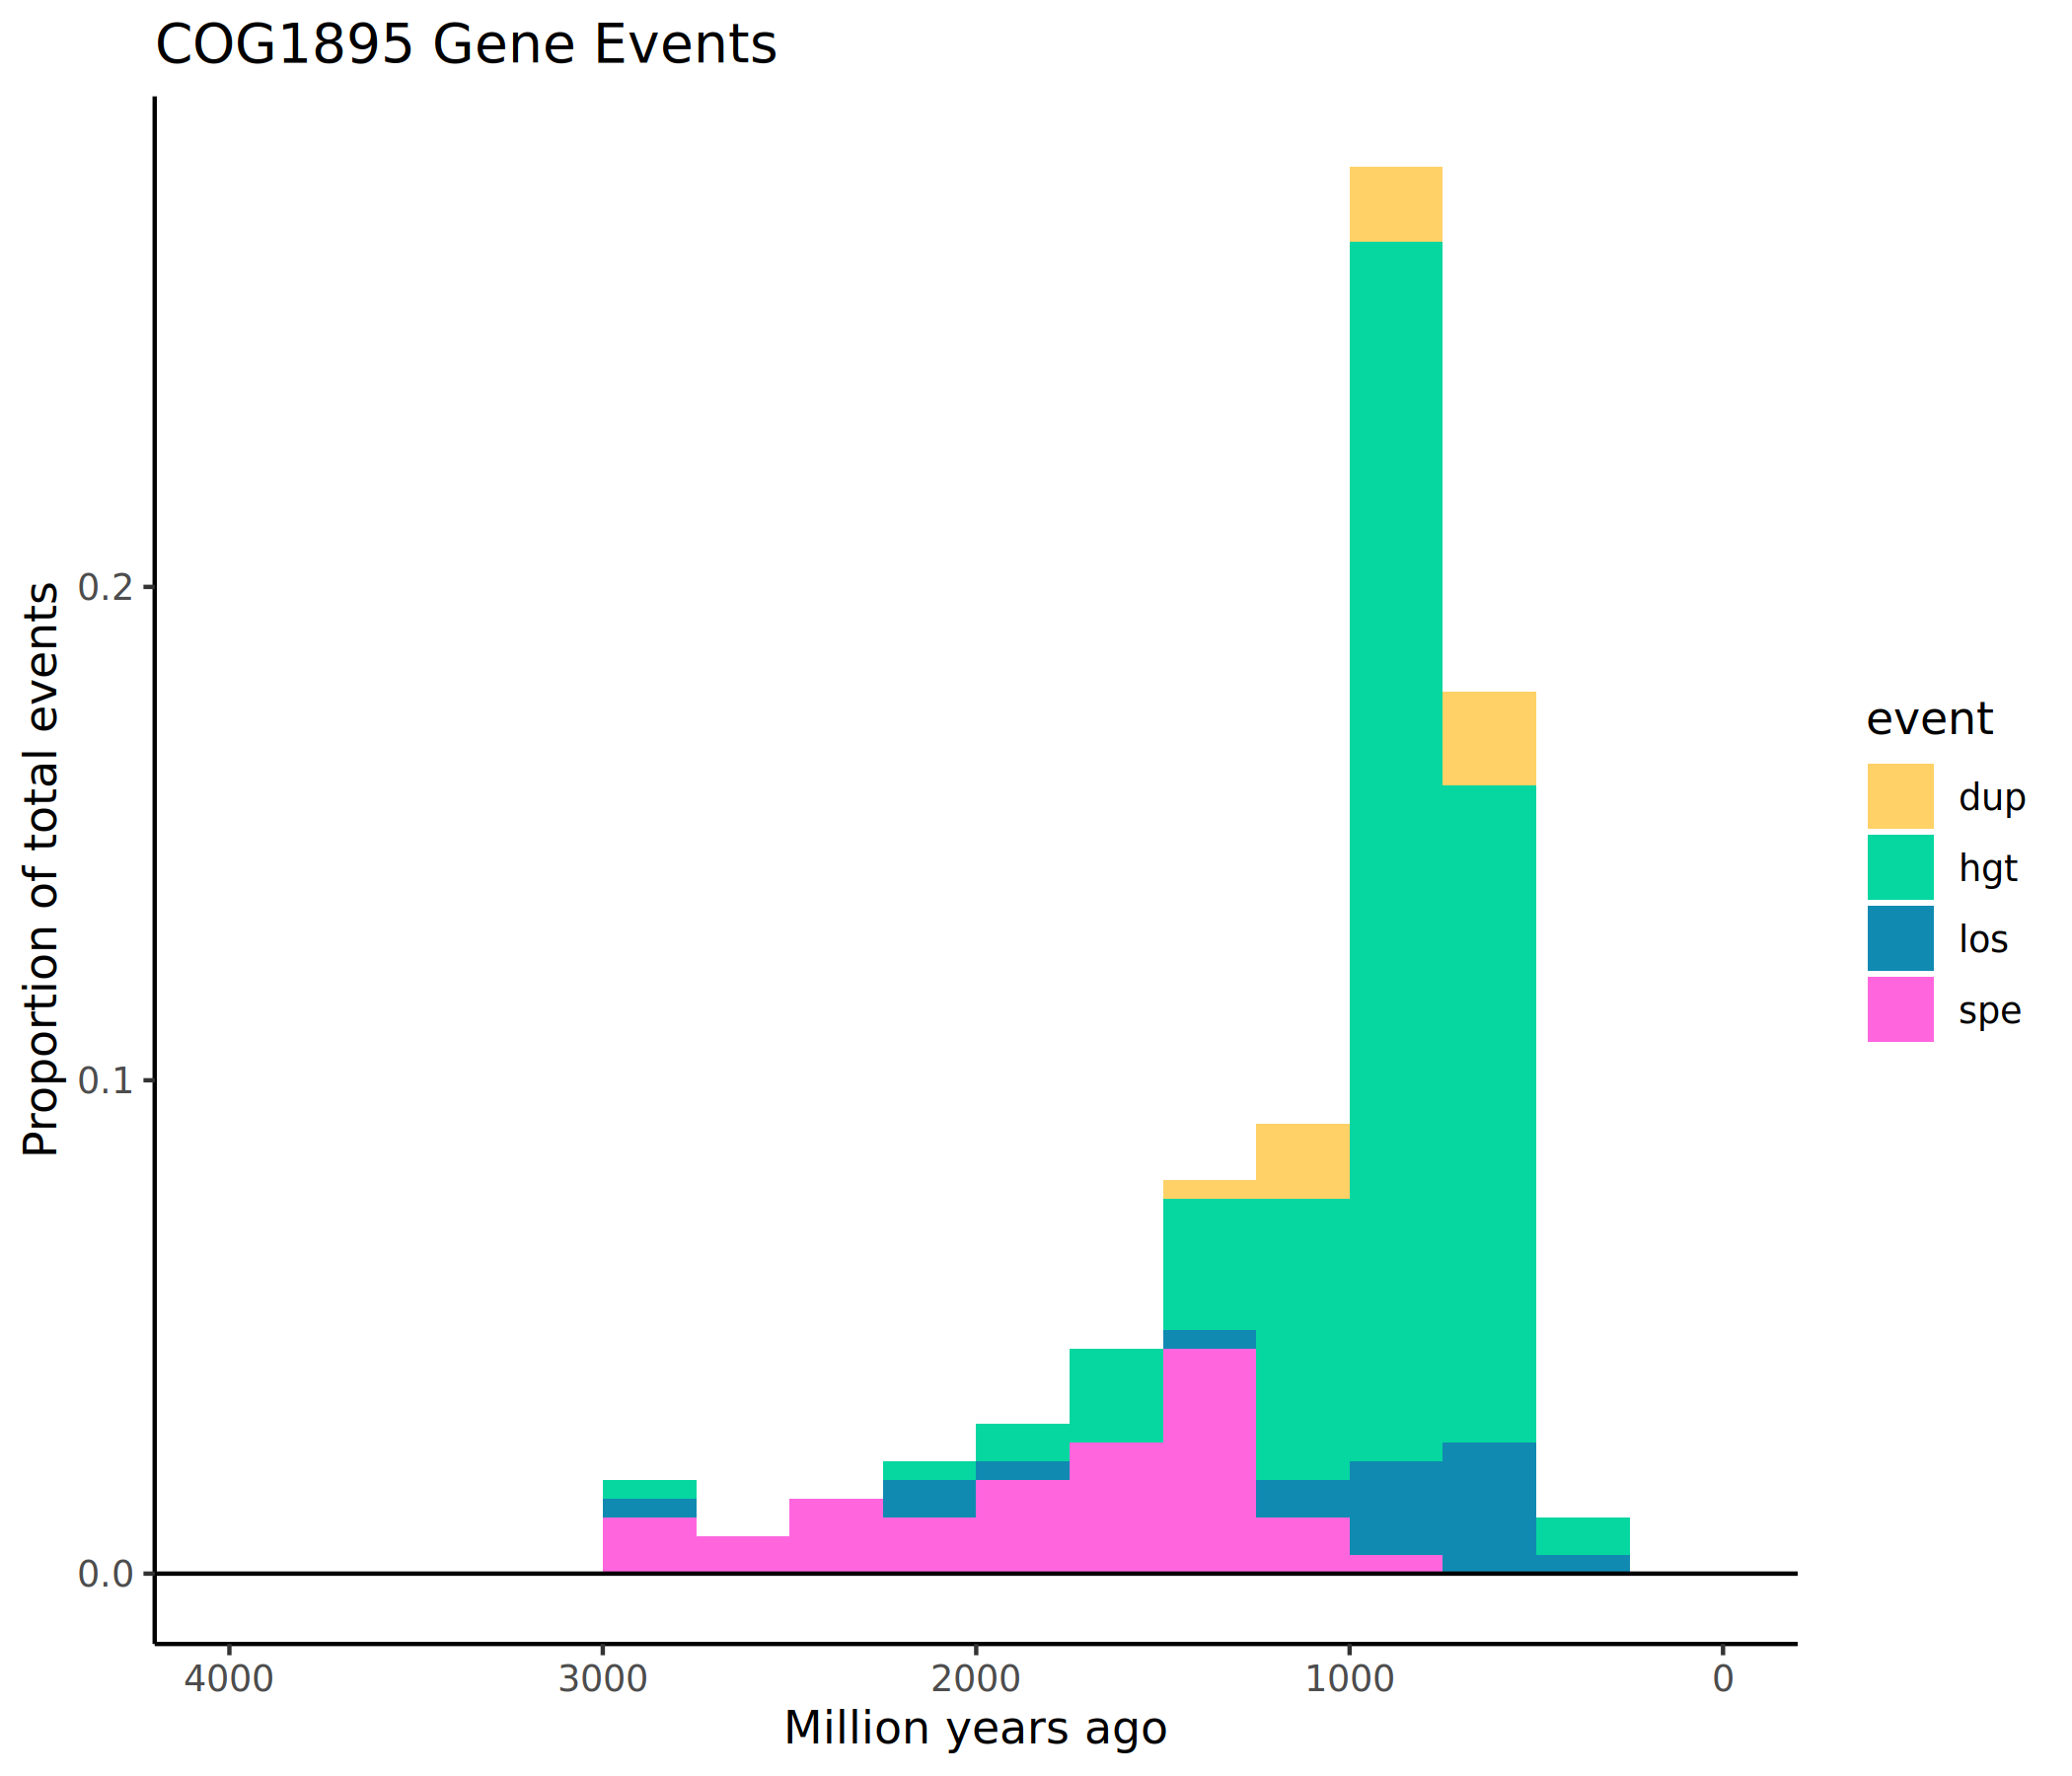 COG1895 Gene Events
Proportion of total events
0.2
0.1
0.0
4000 3000 2000 1000 0
Million years ago
event
dup
hgt
los
spe